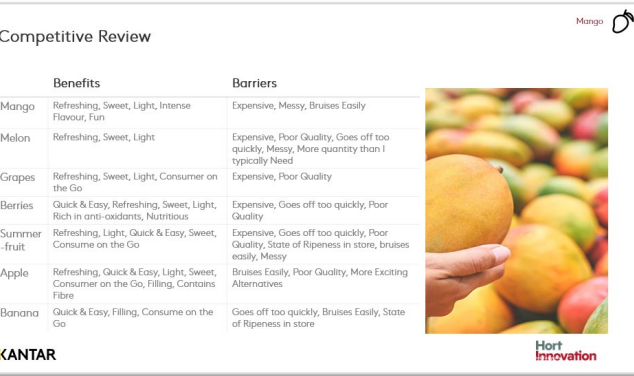 Mango
Competitive Review
Benefits
Barriers
Mango
Refreshing, Sweet, Light, Intense
Flavour, Fun
Expensive, Messy, Bruises Easily
Melon
Refreshing, Sweet, Light
Expensive, Poor Quality, Goes off too
quickly, Messy, More quantity than I
typically Need
Grapes
Refreshing, Sweet, Light, Consumer on
the Go
Expensive, Poor Quality
Berries
Quick & Easy, Refreshing, Sweet, Light,
Rich in anti-oxidants, Nutritious
Expensive, Goes off too quickly, Poor
Quality
Summer
-fruit
Refreshing, Light, Quick & Easy, Sweet,
Consume on the Go
Expensive, Goes off too quickly, Poor
Quality, State of Ripeness in store, bruises
easily, Messy
Apple
Refreshing, Quick & Easy, Light, Sweet,
Consumer on the Go, Filling, Contains
Fibre
Bruises Easily, Poor Quality, More Exciting
Alternatives
Banana
Quick & Easy, Filling, Consume on the
Go
Goes off too quickly, Bruises Easily, State
of Ripeness in store
KANTAR
Hort
Innovation